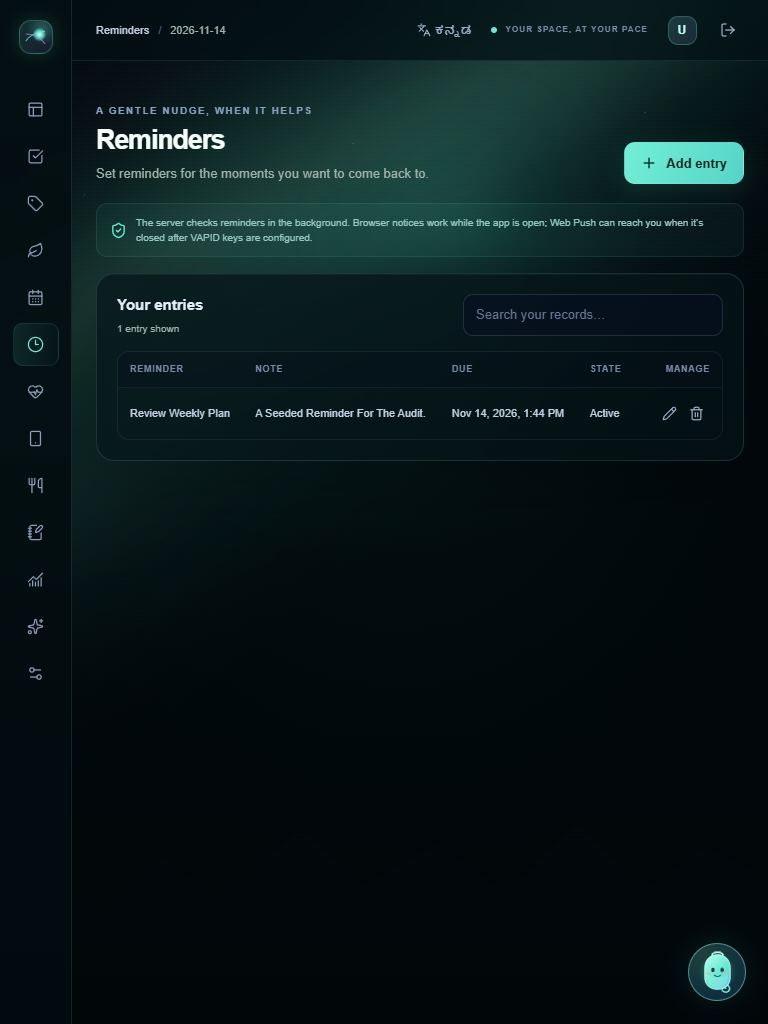 Reminders / 2026-11-14
ಕನ್ನಡ
YOUR SPACE, AT YOUR PACE
U
A GENTLE NUDGE, WHEN IT HELPS
Reminders
Set reminders for the moments you want to come back to.
Add entry
The server checks reminders in the background. Browser notices work while the app is open; Web Push can reach you when it's
closed after VAPID keys are configured.
Your entries
1 entry shown
Search your records...
REMINDER NOTE DUE STATE MANAGE
Review Weekly Plan A Seeded Reminder For The Audit. Nov 14, 2026, 1:44 PM Active